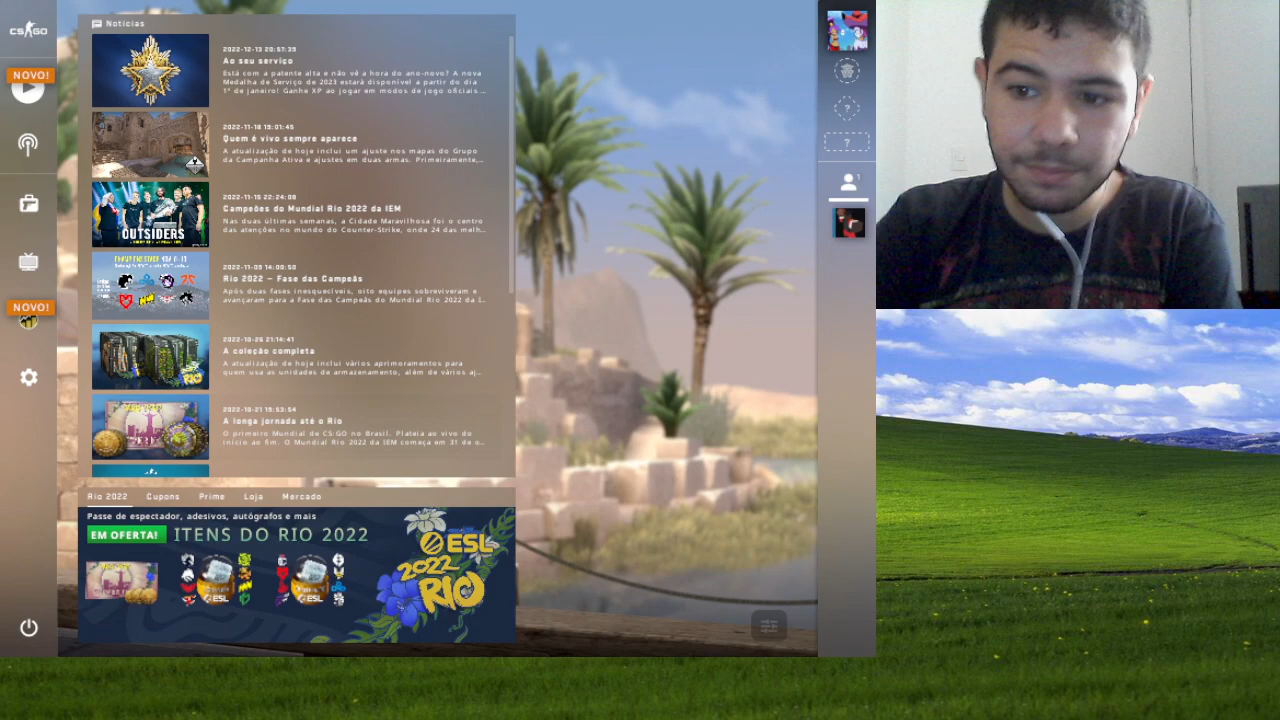 CS GO
NOVO!
NOVO!
Notícias
2022-12-13 20:57:39
Ao seu serviço
Está com a patente alta e não vê a hora do ano-novo? A nova
Medalha de Serviço de 2023 estará disponível a partir do dia
1º de janeiro! Ganhe XP ao jogar em modos de jogo oficiais ...
2022-11-18 19:01:45
Quem é vivo sempre aparece
A atualização de hoje inclui um ajuste nos mapas do Grupo
da Campanha Ativa e ajustes em duas armas. Primeiramente,...
OUTSIDERS
2022-11-15 22:24:00
Campeões do Mundial Rio 2022 da IEM
Nas duas últimas semanas, a Cidade Maravilhosa foi o centro
das atenções no mundo do Counter-Strike, onde 24 das melh...
2022-11-09 14:00:50
Rio 2022 – Fase das Campeãs
Após duas fases inesquecíveis, oito equipes sobreviveram e
avançaram para a Fase das Campeãs do Mundial Rio 2022 da I...
RIO
2022-10-26 21:14:41
A coleção completa
A atualização de hoje inclui vários aprimoramentos para
quem usa as unidades de armazenamento, além de vários aj...
2022-10-21 19:53:54
A longa jornada até o Rio
O primeiro Mundial de CS:GO no Brasil. Plateia ao vivo do
início ao fim. O Mundial Rio 2022 da IEM começa em 31 de o...
Rio 2022 Cupons Prime Loja Mercado
Passe de espectador, adesivos, autógrafos e mais
EM OFERTA! ITENS DO RIO 2022
ESL
ESL
ESL
2022
RIO
?
?
1